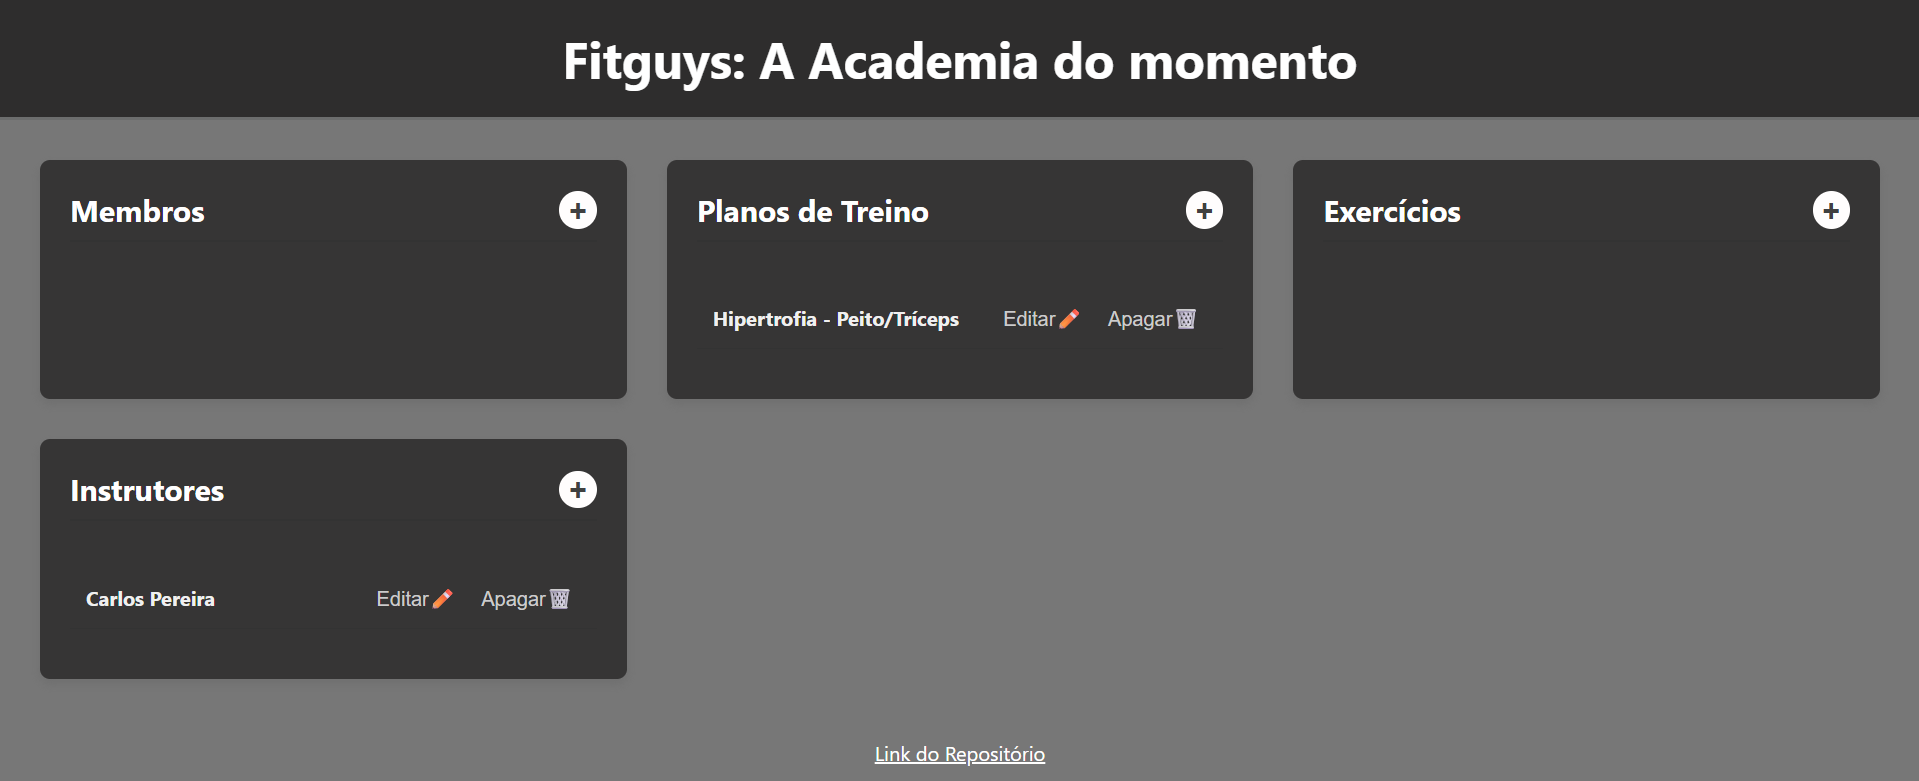 Fitguys: A Academia do momento
Membros +
Planos de Treino +
Hipertrofia - Peito/Tríceps Editar Apagar
Exercícios +
Instrutores +
Carlos Pereira Editar Apagar
Link do Repositório